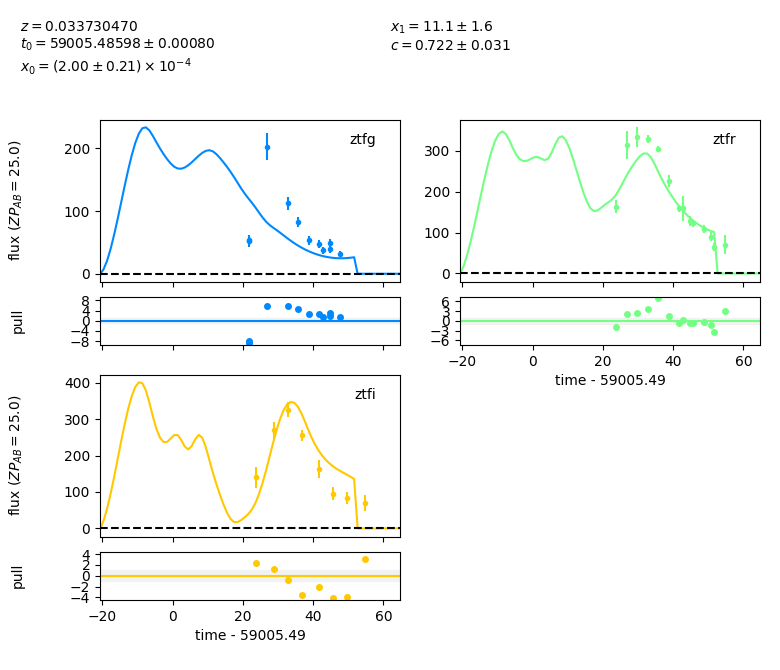 z = 0.033730470
t₀ = 59005.48598 ± 0.00080
x₀ = (2.00 ± 0.21) × 10⁻⁴
x₁ = 11.1 ± 1.6
c = 0.722 ± 0.031
ztfg
flux (ZP_AB = 25.0)
200
100
0
pull
8
4
0
−4
−8
ztfr
300
200
100
0
6
3
0
−3
−6
−20 0 20 40 60
time - 59005.49
ztfi
flux (ZP_AB = 25.0)
400
300
200
100
0
pull
4
2
0
−2
−4
−20 0 20 40 60
time - 59005.49